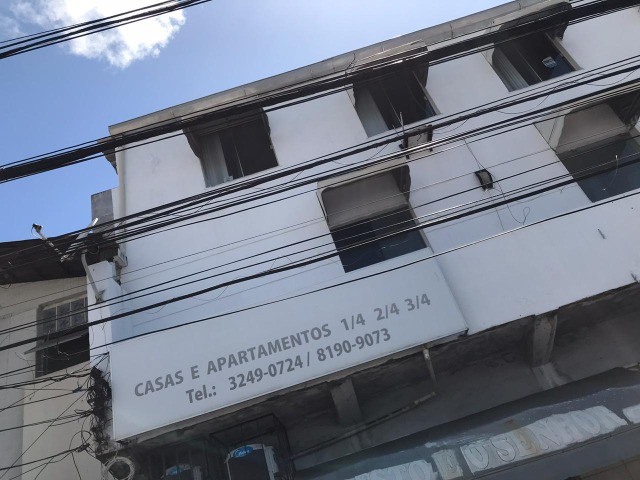 CASAS E APARTAMENTOS 1/4 2/4 3/4
Tel.: 3249-0724 / 8190-9073